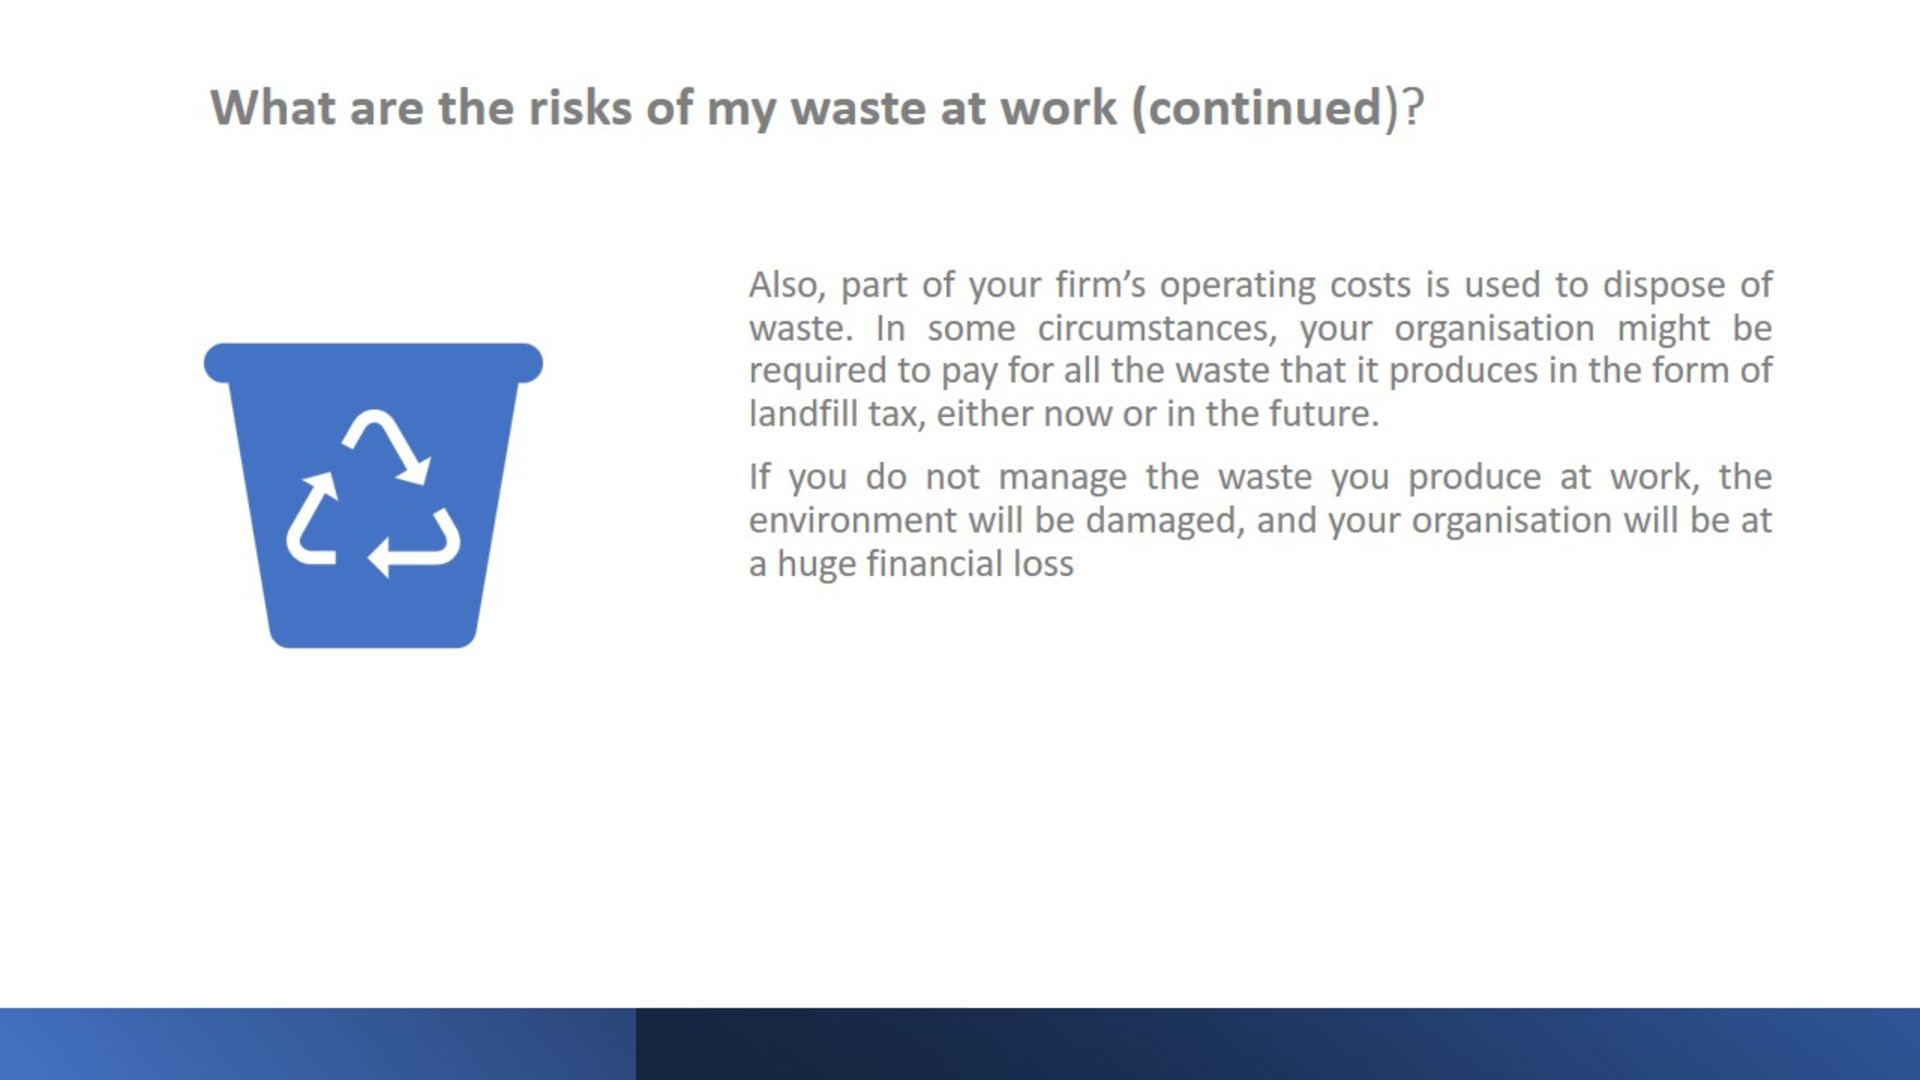 What are the risks of my waste at work (continued)?
Also, part of your firm’s operating costs is used to dispose of
waste. In some circumstances, your organisation might be
required to pay for all the waste that it produces in the form of
landfill tax, either now or in the future.
If you do not manage the waste you produce at work, the
environment will be damaged, and your organisation will be at
a huge financial loss